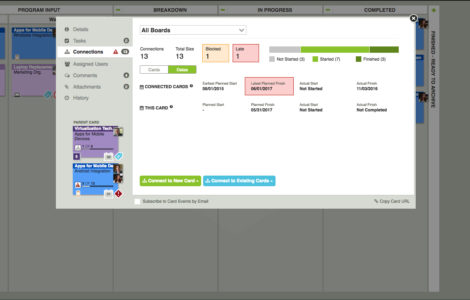 PROGRAM INPUT
BREAKDOWN
IN PROGRESS
COMPLETED
FINISHED - READY TO ARCHIVE
Apps for Mobile De
Laptop Replaceme
Marketing Org.
Details
Tasks
Connections
13
Assigned Users
Comments
Attachments
History
PARENT CARD
Virtualisation Tech
Apps for Mobile
Devices
Apps for Mobile De
Android Integration
All Boards
Connections
13
Total Size
13
Blocked
1
Late
1
Not Started (3)
Started (7)
Finished (3)
Cards
Dates
CONNECTED CARDS
Earliest Planned Start
Latest Planned Finish
06/01/2017
Actual Start
Not Started
Actual Finish
11/03/2016
THIS CARD
Planned Start
-
Planned Finish
05/31/2017
Actual Start
Not Started
Actual Finish
Not Completed
Connect to New Card
Connect to Existing Cards
Subscribe to Card Events by Email
Copy Card URL